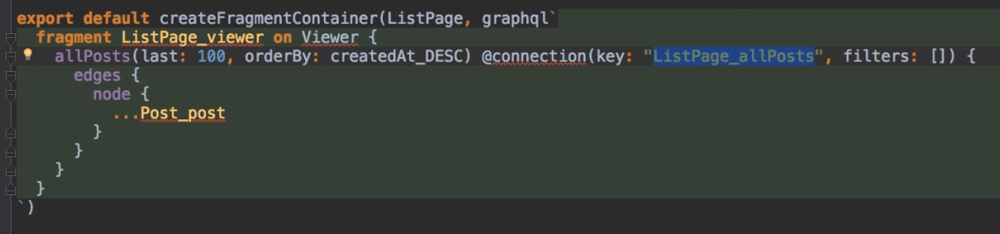 export default createFragmentContainer(ListPage, graphql`
  fragment ListPage_viewer on Viewer {
    allPosts(last: 100, orderBy: createdAt_DESC) @connection(key: "ListPage_allPosts", filters: []) {
      edges {
        node {
          ...Post_post
        }
      }
    }
  }
`)